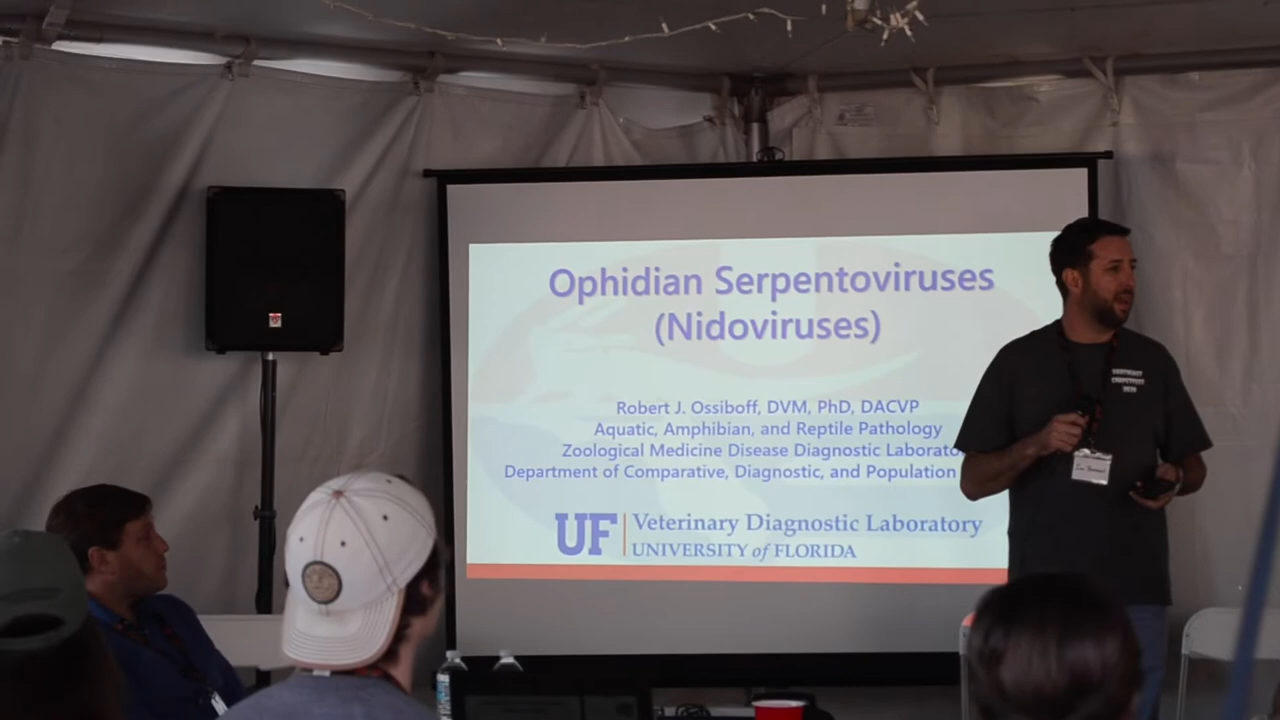 Ophidian Serpentoviruses
(Nidoviruses)
Robert J. Ossiboff, DVM, PhD, DACVP
Aquatic, Amphibian, and Reptile Pathology
Zoological Medicine Disease Diagnostic
Department of Comparative, Diagnostic, and Population
UF Veterinary Diagnostic Laboratory
UNIVERSITY of FLORIDA